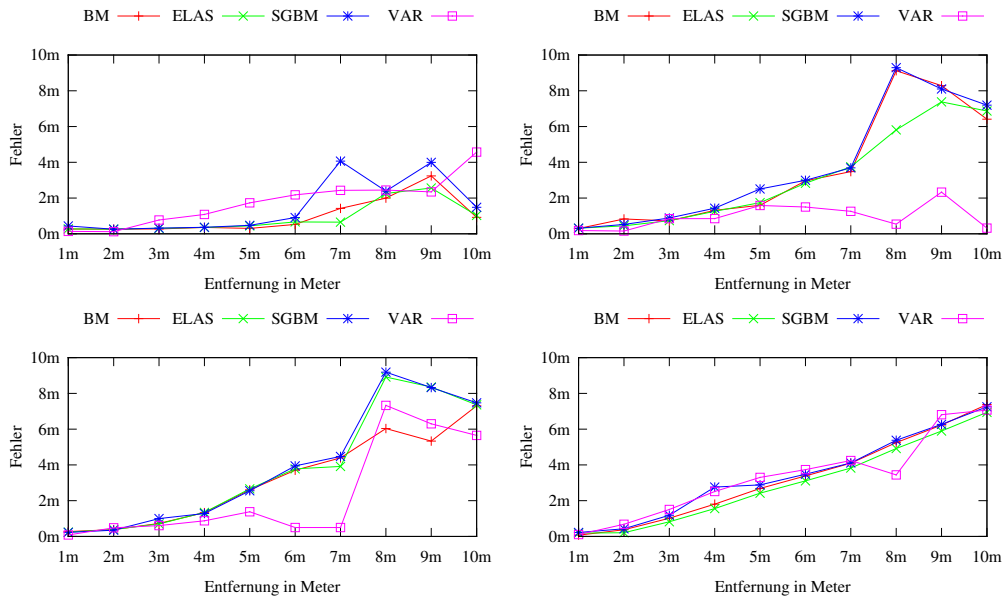 BM ELAS SGBM VAR
10m
8m
6m
4m
2m
0m
Fehler
1m 2m 3m 4m 5m 6m 7m 8m 9m 10m
Entfernung in Meter
BM ELAS SGBM VAR
10m
8m
6m
4m
2m
0m
Fehler
1m 2m 3m 4m 5m 6m 7m 8m 9m 10m
Entfernung in Meter
BM ELAS SGBM VAR
10m
8m
6m
4m
2m
0m
Fehler
1m 2m 3m 4m 5m 6m 7m 8m 9m 10m
Entfernung in Meter
BM ELAS SGBM VAR
10m
8m
6m
4m
2m
0m
Fehler
1m 2m 3m 4m 5m 6m 7m 8m 9m 10m
Entfernung in Meter